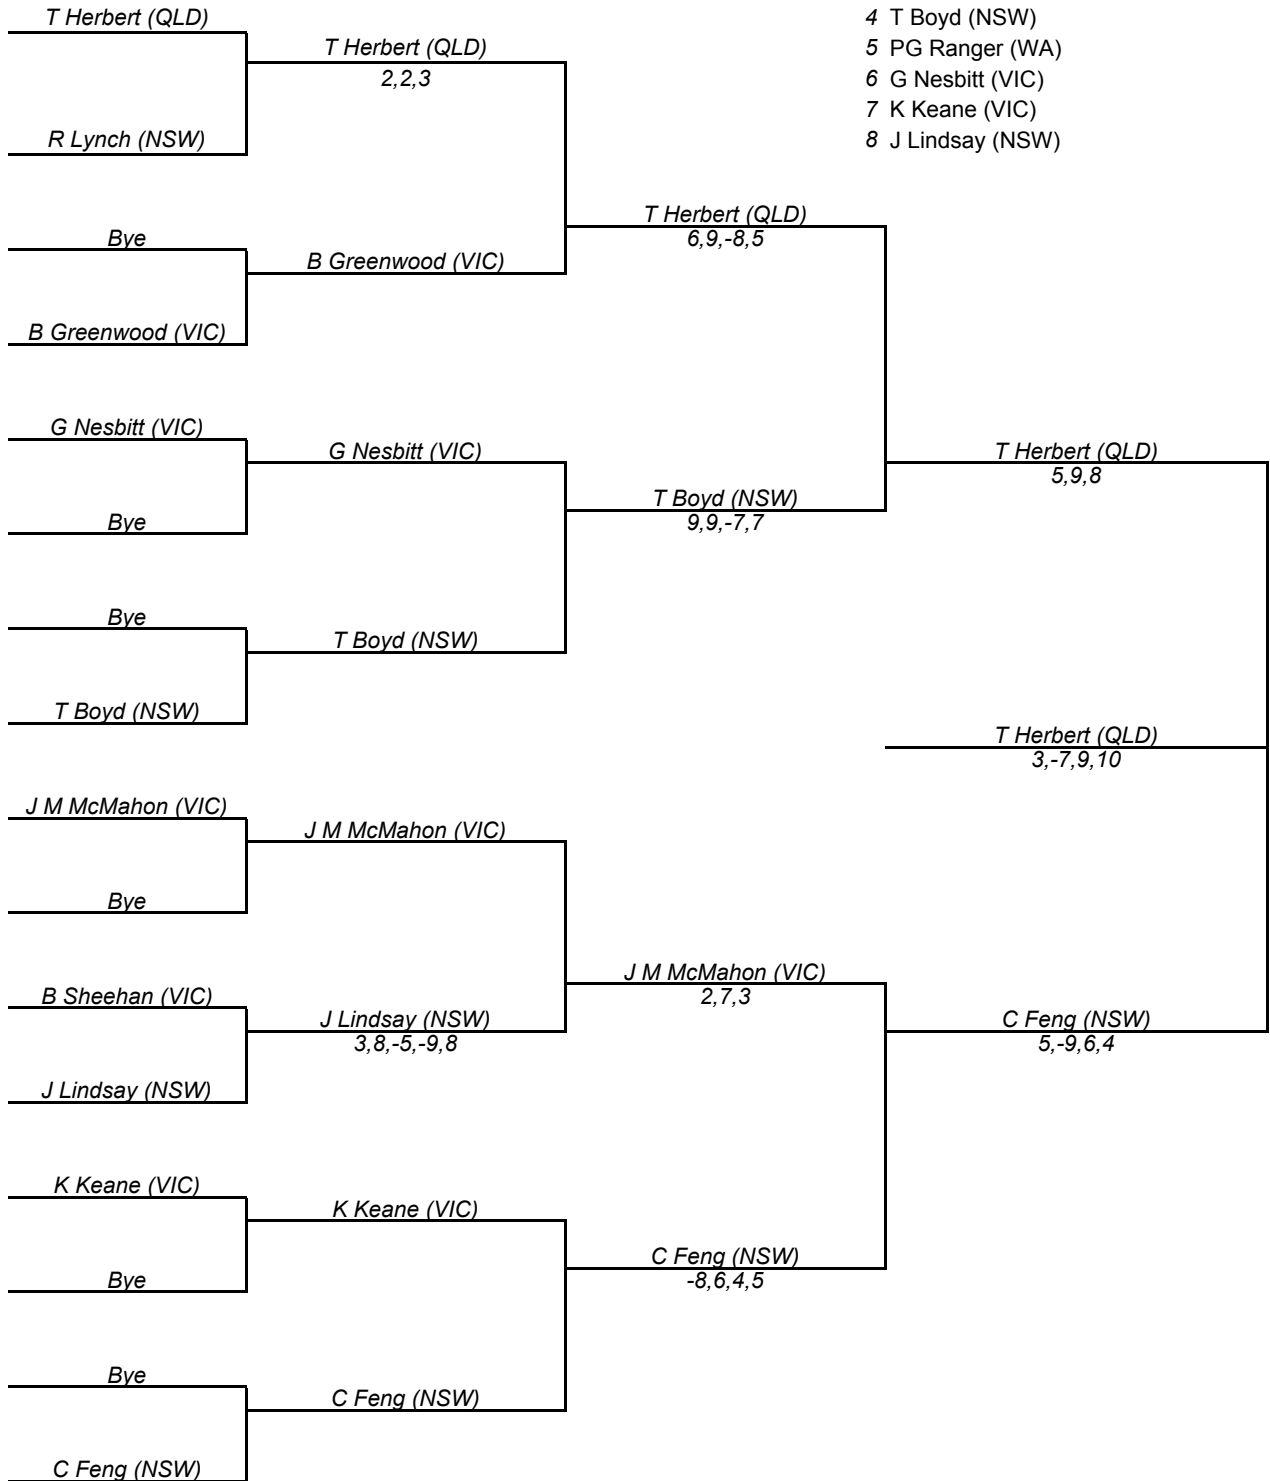 T Herbert (QLD)
R Lynch (NSW)
Bye
B Greenwood (VIC)
G Nesbitt (VIC)
Bye
Bye
T Boyd (NSW)
J M McMahon (VIC)
Bye
B Sheehan (VIC)
J Lindsay (NSW)
K Keane (VIC)
Bye
Bye
C Feng (NSW)
T Herbert (QLD)
2,2,3
B Greenwood (VIC)
G Nesbitt (VIC)
T Boyd (NSW)
J M McMahon (VIC)
J Lindsay (NSW)
3,8,-5,-9,8
K Keane (VIC)
C Feng (NSW)
T Herbert (QLD)
6,9,-8,5
T Boyd (NSW)
9,9,-7,7
J M McMahon (VIC)
2,7,3
C Feng (NSW)
-8,6,4,5
4 T Boyd (NSW)
5 PG Ranger (WA)
6 G Nesbitt (VIC)
7 K Keane (VIC)
8 J Lindsay (NSW)
T Herbert (QLD)
5,9,8
T Herbert (QLD)
3,-7,9,10
C Feng (NSW)
5,-9,6,4